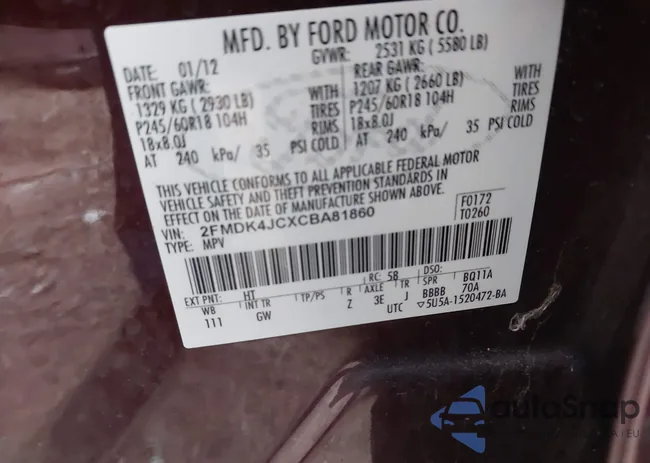 MFD. BY FORD MOTOR CO.
DATE: 01/12 GVWR: 2531 KG ( 5580 LB)
FRONT GAWR: REAR GAWR:
1329 KG ( 2930 LB) WITH 1207 KG ( 2660 LB) WITH
P245/60R18 104H TIRES P245/60R18 104H TIRES
18x8.0J RIMS 18x8.0J RIMS
AT 240 kPa/ 35 PSI COLD AT 240 kPa/ 35 PSI COLD
THIS VEHICLE CONFORMS TO ALL APPLICABLE FEDERAL MOTOR
VEHICLE SAFETY AND THEFT PREVENTION STANDARDS IN
EFFECT ON THE DATE OF MANUFACTURE SHOWN ABOVE.
VIN: 2FMDK4JCXCBA81860 F0172
TYPE: MPV T0260
EXT PNT: HT RC: 58 DSO:
WB INT TR TP/PS R AXLE TR SPR BQ11A
111 GW Z 3E J BBBB 70A
UTC ▽5U5A-1520472-BA
autoSnap